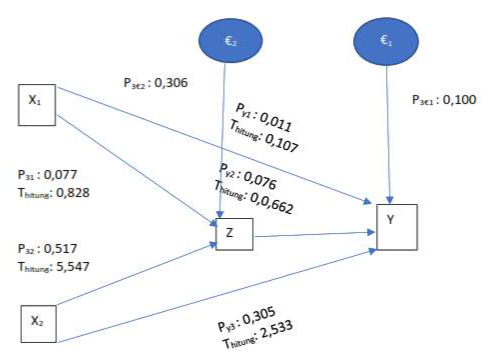 €₂
€₁
P₃€₂ : 0,306
P₃€₁ : 0,100
X₁
Pᵧ₁ : 0,011
Tₕᵢₜᵤₙg: 0,107
P₃₁ : 0,077
Tₕᵢₜᵤₙg : 0,828
Pᵧ₂ : 0,076
Tₕᵢₜᵤₙg: 0,0,662
Z
Y
P₃₂ : 0,517
Tₕᵢₜᵤₙg : 5,547
X₂
Pᵧ₃ : 0,305
Tₕᵢₜᵤₙg: 2,533